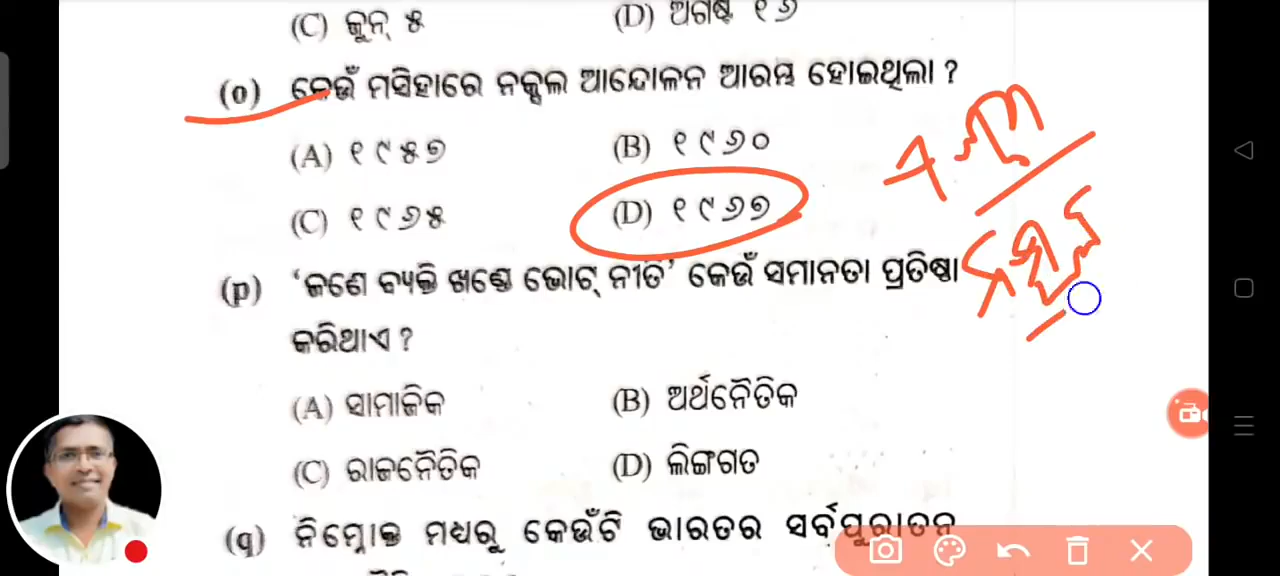 (C) ଜୁନ୍ ୫ (D) ଅଗଷ୍ଟ ୧୬
(o) କେଉଁ ମସିହାରେ ନକ୍ସଲ ଆନ୍ଦୋଳନ ଆରମ୍ଭ ହୋଇଥିଲା ?
(A) ୧୯୫୭ (B) ୧୯୬୦
(C) ୧୯୬୫ (D) ୧୯୬୭
(p) ‘ଜଣେ ବ୍ୟକ୍ତି ଖଣ୍ଡେ ଭୋଟ୍ ନୀତି’ କେଉଁ ସମାନତା ପ୍ରତିଷ୍ଠା
କରିଥାଏ ?
(A) ସାମାଜିକ (B) ଅର୍ଥନୈତିକ
(C) ରାଜନୈତିକ (D) ଲିଙ୍ଗଗତ
(q) ନିମ୍ନୋକ୍ତ ମଧ୍ୟରୁ କେଉଁଟି ଭାରତର ସର୍ବପୁରାତନ